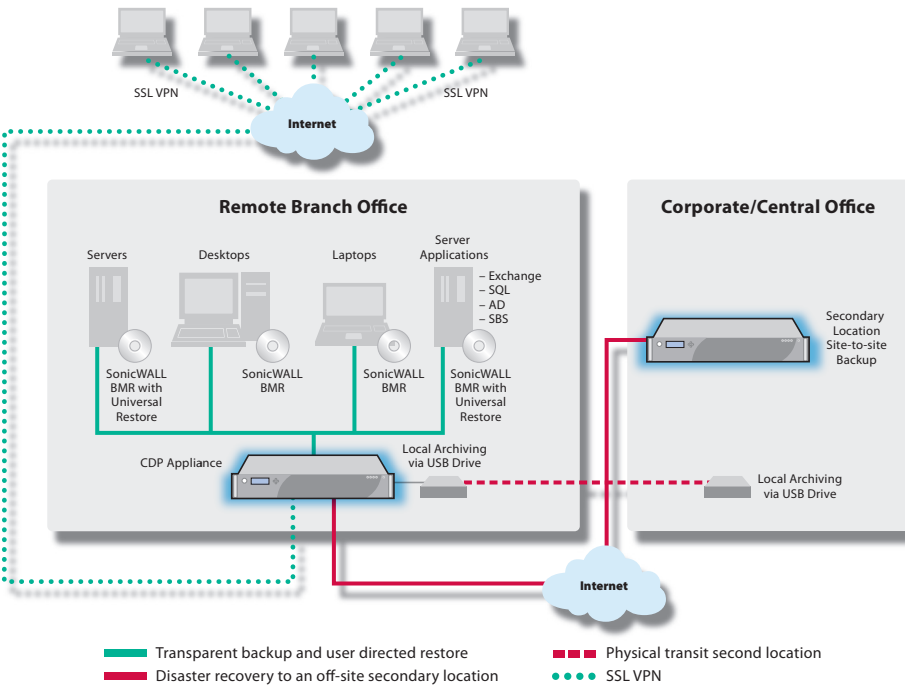 SSL VPN
SSL VPN
Internet
Remote Branch Office
Corporate/Central Office
Servers
Desktops
Laptops
Server
Applications
– Exchange
– SQL
– AD
– SBS
SonicWALL
BMR with
Universal
Restore
SonicWALL
BMR
SonicWALL
BMR
SonicWALL
BMR with
Universal
Restore
Secondary
Location
Site-to-site
Backup
CDP Appliance
Local Archiving
via USB Drive
Local Archiving
via USB Drive
Internet
Transparent backup and user directed restore
Physical transit second location
Disaster recovery to an off-site secondary location
SSL VPN